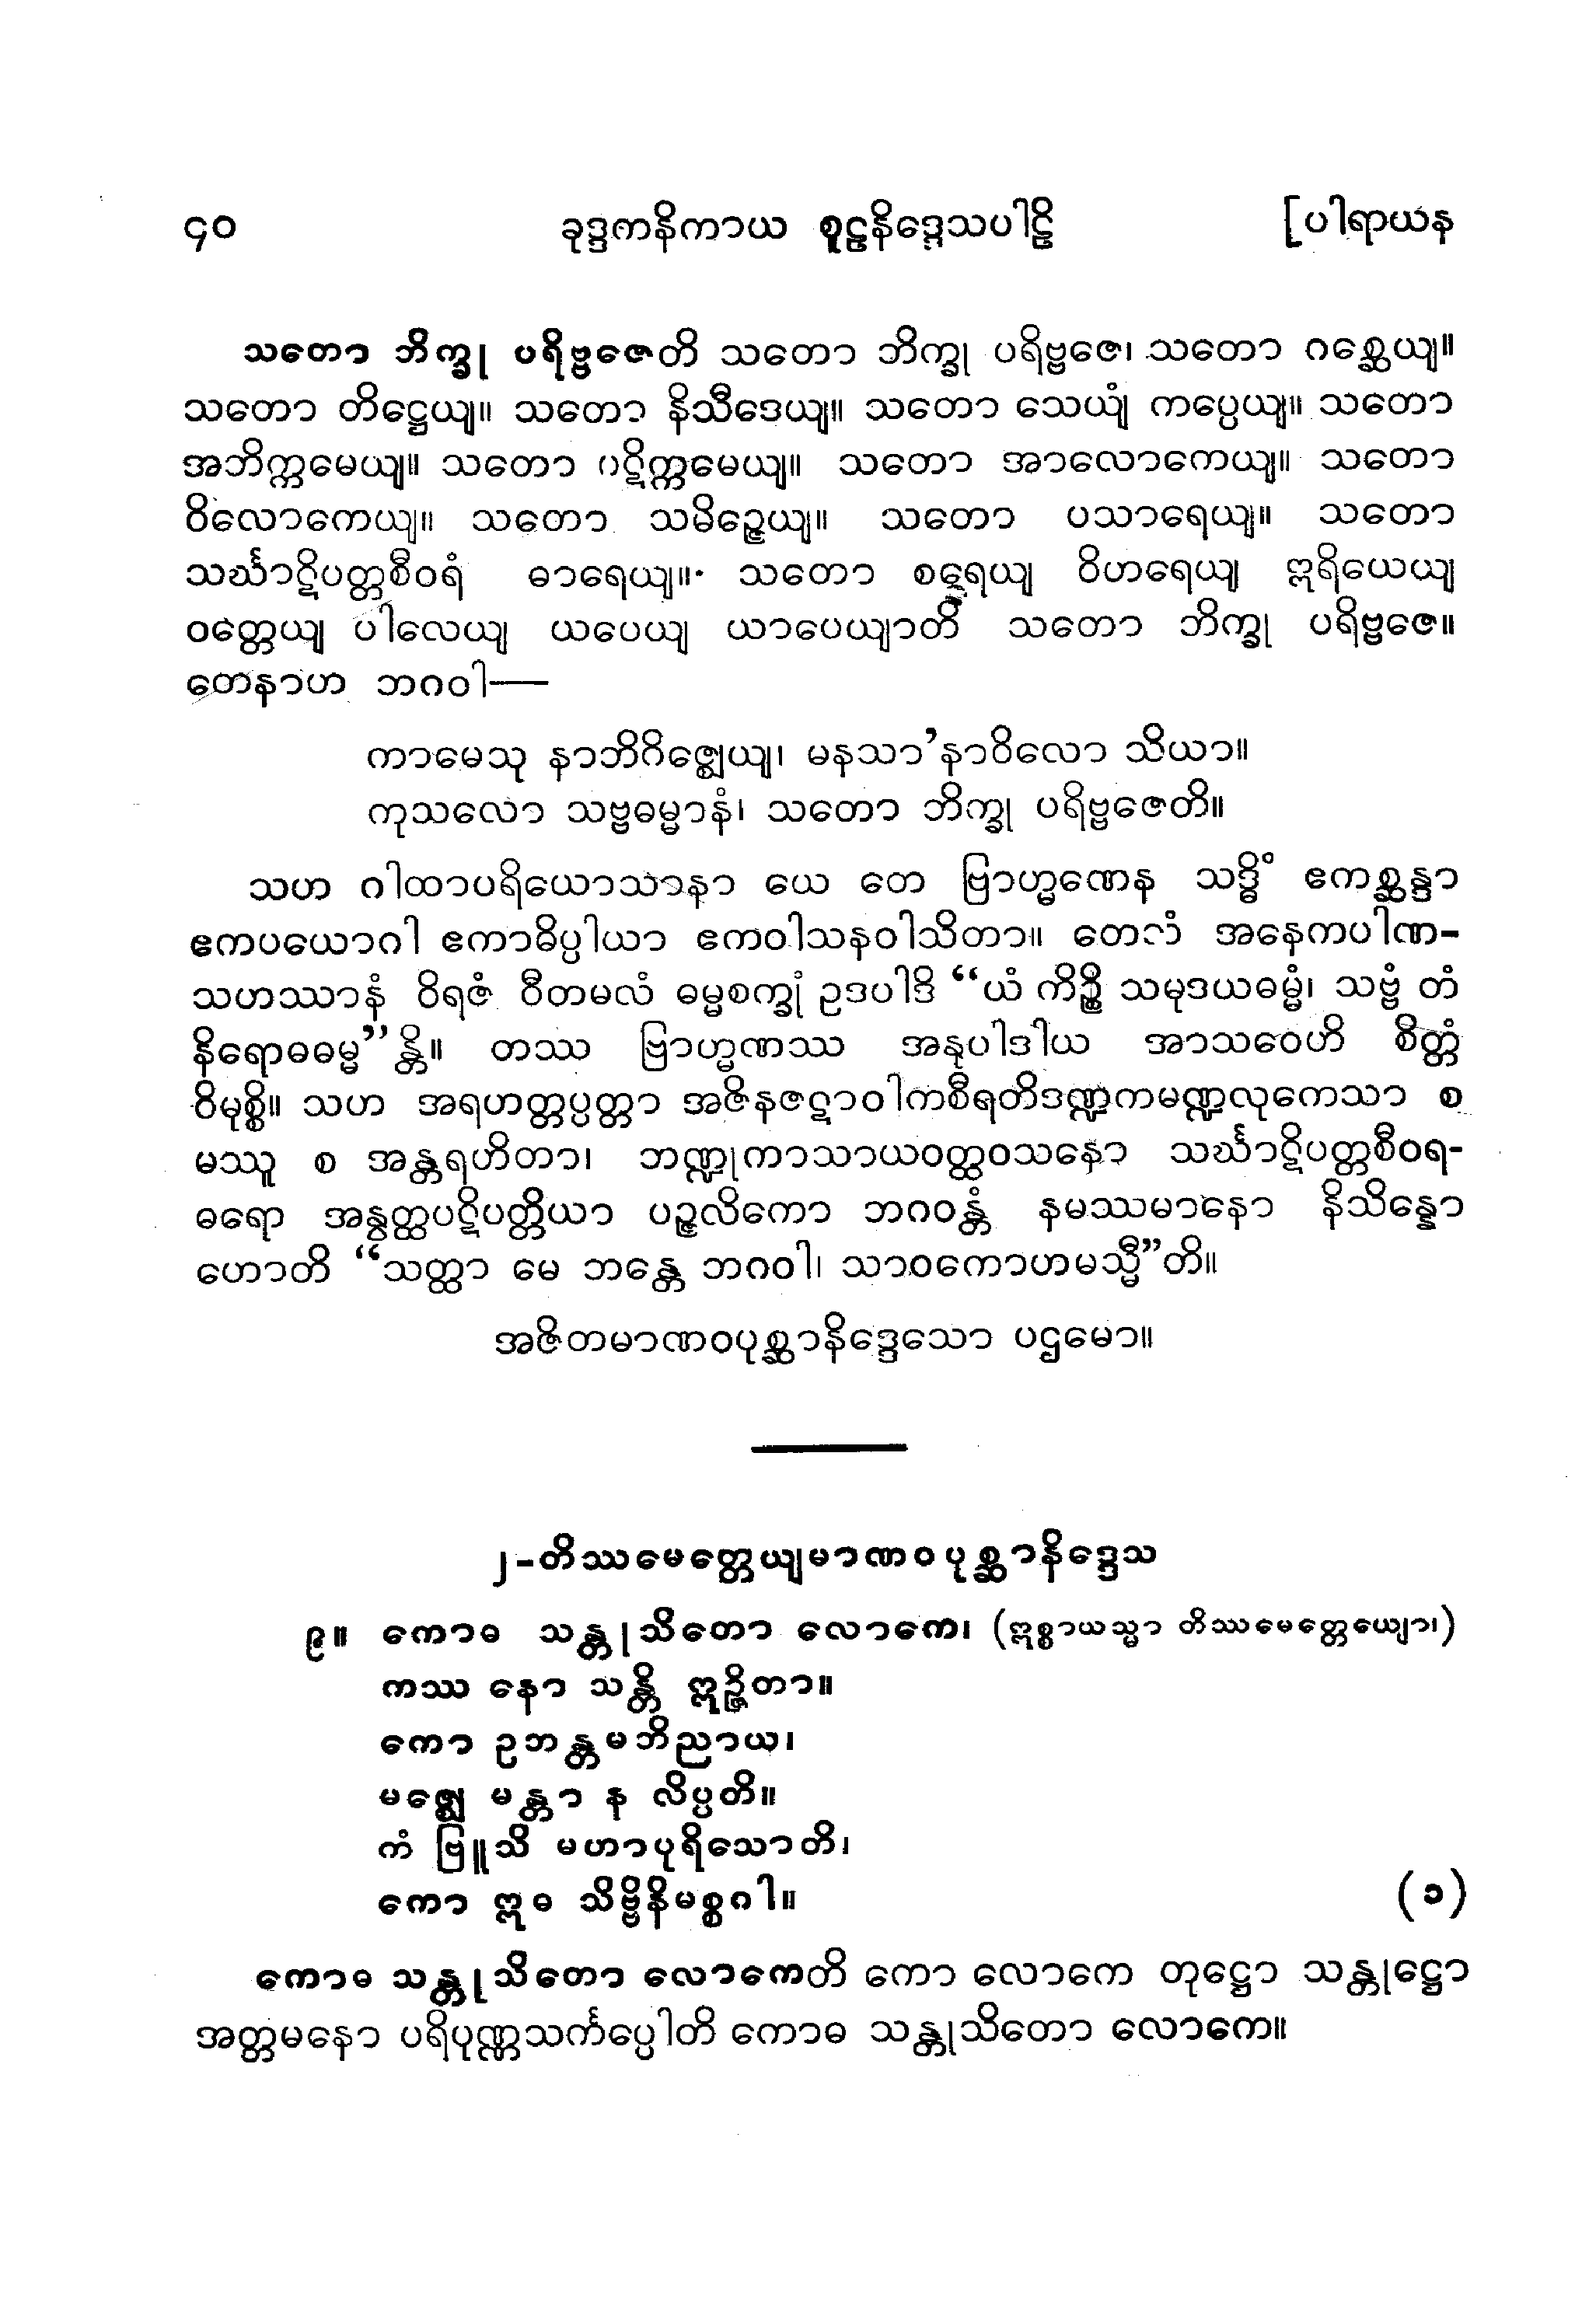 ၄၀ ခုဒ္ဒကနိကာယ စူဠနိဒ္ဒေသပါဠိ [ပါရာယန
သတော ဘိက္ခု ပရိဗ္ဗဇေတိ သတော ဘိက္ခု ပရိဗ္ဗဇေ၊ သတော ဂစ္ဆေယျ။
သတော တိဋ္ဌေယျ။ သတော နိသီဒေယျ။ သတော သေယျံ ကပ္ပေယျ။ သတော
အဘိက္ကမေယျ။ သတော ပဋိက္ကမေယျ။ သတော အာလောကေယျ။ သတော
ဝိလောကေယျ။ သတော သမိဉ္ဇေယျ။ သတော ပသာရေယျ။ သတော
သင်္ဃာဋိပတ္တစီဝရံ ဓာရေယျ။ သတော စရေယျ ဝိဟရေယျ ဣရိယေယျ
ဝတ္တေယျ ပါလေယျ ယပေယျ ယာပေယျာတိ သတော ဘိက္ခု ပရိဗ္ဗဇေ။
တေနာဟ ဘဂဝါ—
ကာမေသု နာဘိဂိဇ္ဈေယျ၊ မနသာ’နာဝိလော သိယာ။
ကုသလော သဗ္ဗဓမ္မာနံ၊ သတော ဘိက္ခု ပရိဗ္ဗဇေတိ။
သဟ ဂါထာပရိယောသာနာ ယေ တေ ဗြာဟ္မဏေန သဒ္ဓိံ ဧကစ္ဆန္ဒာ
ဧကပယောဂါ ဧကာဓိပ္ပါယာ ဧကဝါသနဝါသိတာ။ တေသံ အနေကပါဏ-
သဟဿာနံ ဝိရဇံ ဝီတမလံ ဓမ္မစက္ခုံ ဥဒပါဒိ “ယံ ကိဉ္စိ သမုဒယဓမ္မံ၊ သဗ္ဗံ တံ
နိရောဓဓမ္မ”န္တိ။ တဿ ဗြာဟ္မဏဿ အနုပါဒါယ အာသဝေဟိ စိတ္တံ
ဝိမုစ္စိ။ သဟ အရဟတ္တပ္ပတ္တာ အဇိနဇဋာဝါကစီရတိဒဏ္ဍကမဏ္ဍလုကေသာ စ
မဿူ စ အန္တရဟိတာ၊ ဘဏ္ဍုကာသာယဝတ္ထဝသနော သင်္ဃာဋိပတ္တစီဝရ-
ဓရော အနွတ္ထပဋိပတ္တိယာ ပဉ္ဇလိကော ဘဂဝန္တံ နမဿမာနော နိသိန္နော
ဟောတိ “သတ္ထာ မေ ဘန္တေ ဘဂဝါ၊ သာဝကောဟမသ္မီ”တိ။
အဇိတမာဏဝပုစ္ဆာနိဒ္ဒေသော ပဌမော။
၂-တိဿမေတ္တေယျမာဏဝပုစ္ဆာနိဒ္ဒေသ
၉။ ကောဓ သန္တုသိတော လောကေ၊ (ဣစ္စာယသ္မာ တိဿမေတ္တေယျော၊)
ကဿ နော သန္တိ ဣဉ္ဇိတာ။
ကော ဥဘန္တမဘိညာယ၊
မဇ္ဈေ မန္တာ န လိပ္ပတိ။
ကံ ဗြူသိ မဟာပုရိသောတိ၊
ကော ဣဓ သိဗ္ဗိနိမစ္စဂါ။ (၁)
ကောဓ သန္တုသိတော လောကေတိ ကော လောကေ တုဋ္ဌော သန္တုဋ္ဌော
အတ္တမနော ပရိပုဏ္ဏသင်္ကပ္ပေါတိ ကောဓ သန္တုသိတော လောကေ။